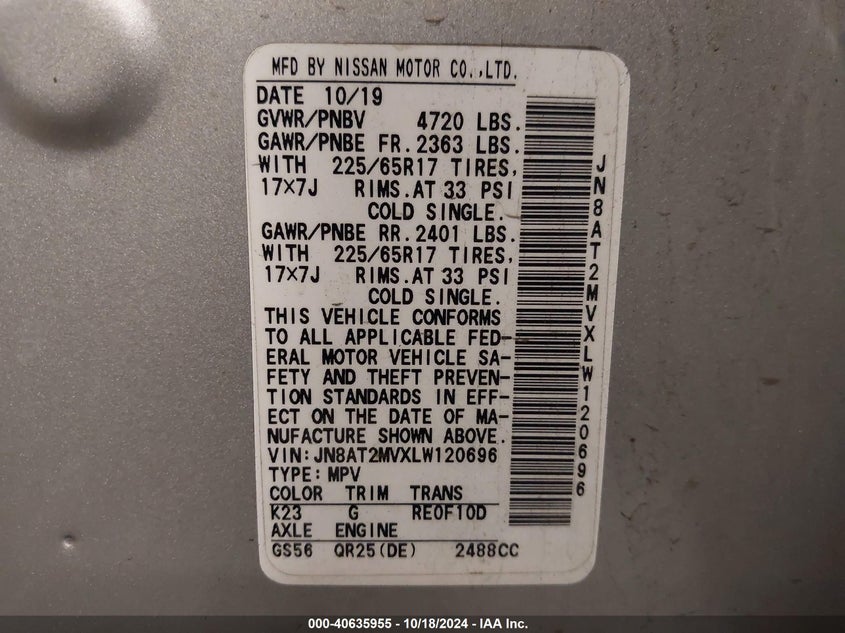 MFD BY NISSAN MOTOR CO.,LTD.
DATE 10/19
GVWR/PNBV 4720 LBS.
GAWR/PNBE FR. 2363 LBS.
WITH 225/65R17 TIRES,
17×7J RIMS.AT 33 PSI
COLD SINGLE.
GAWR/PNBE RR. 2401 LBS.
WITH 225/65R17 TIRES,
17×7J RIMS.AT 33 PSI
COLD SINGLE.
THIS VEHICLE CONFORMS
TO ALL APPLICABLE FED-
ERAL MOTOR VEHICLE SA-
FETY AND THEFT PREVEN-
TION STANDARDS IN EFF-
ECT ON THE DATE OF MA-
NUFACTURE SHOWN ABOVE.
VIN:JN8AT2MVXLW120696
TYPE:MPV
COLOR TRIM TRANS
K23 G RE0F10D
AXLE ENGINE
GS56 QR25(DE) 2488CC
JN8AT2MVXLW120696
000-40635955 - 10/18/2024 - IAA Inc.